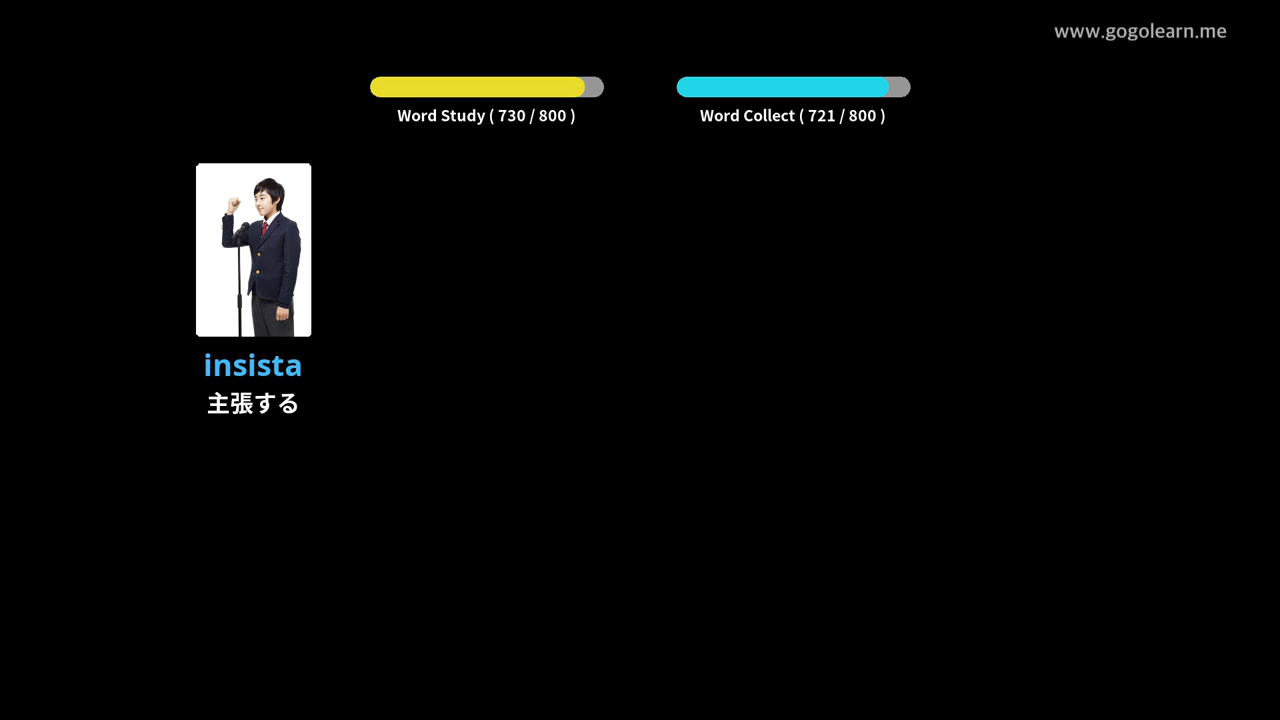 www.gogolearn.me
Word Study ( 730 / 800 )
Word Collect ( 721 / 800 )
insista
主張する